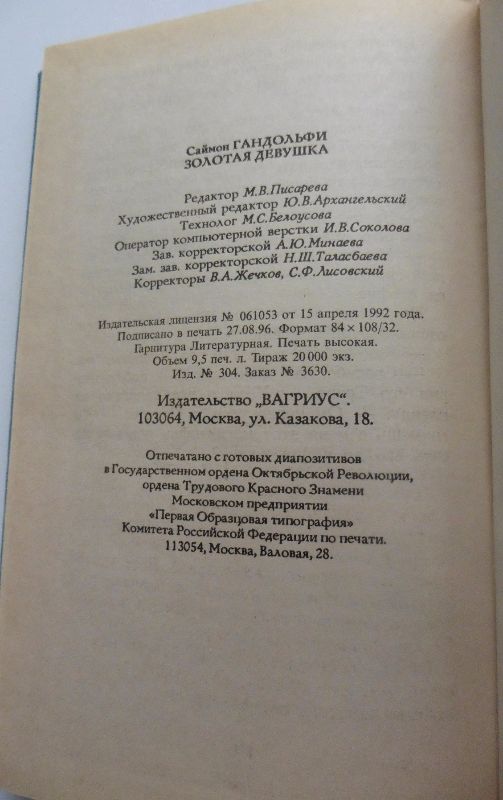 Саймон ГАНДОЛЬФИ
ЗОЛОТАЯ ДЕВУШКА
Редактор М.В.Писарева
Художественный редактор Ю.В.Архангельский
Технолог М.С.Белоусова
Оператор компьютерной верстки И.В.Соколова
Зав. корректорской А.Ю.Минаева
Зам. зав. корректорской Н.Ш.Таласбаева
Корректоры В.А.Жечков, С.Ф.Лисовский
Издательская лицензия № 061053 от 15 апреля 1992 года.
Подписано в печать 27.08.96. Формат 84 × 108/32.
Гарнитура Литературная. Печать высокая.
Объем 9,5 печ. л. Тираж 20 000 экз.
Изд. № 304. Заказ № 3630.
Издательство „ВАГРИУС“.
103064, Москва, ул. Казакова, 18.
Отпечатано с готовых диапозитивов
в Государственном ордена Октябрьской Революции,
ордена Трудового Красного Знамени
Московском предприятии
«Первая Образцовая типография»
Комитета Российской Федерации по печати.
113054, Москва, Валовая, 28.